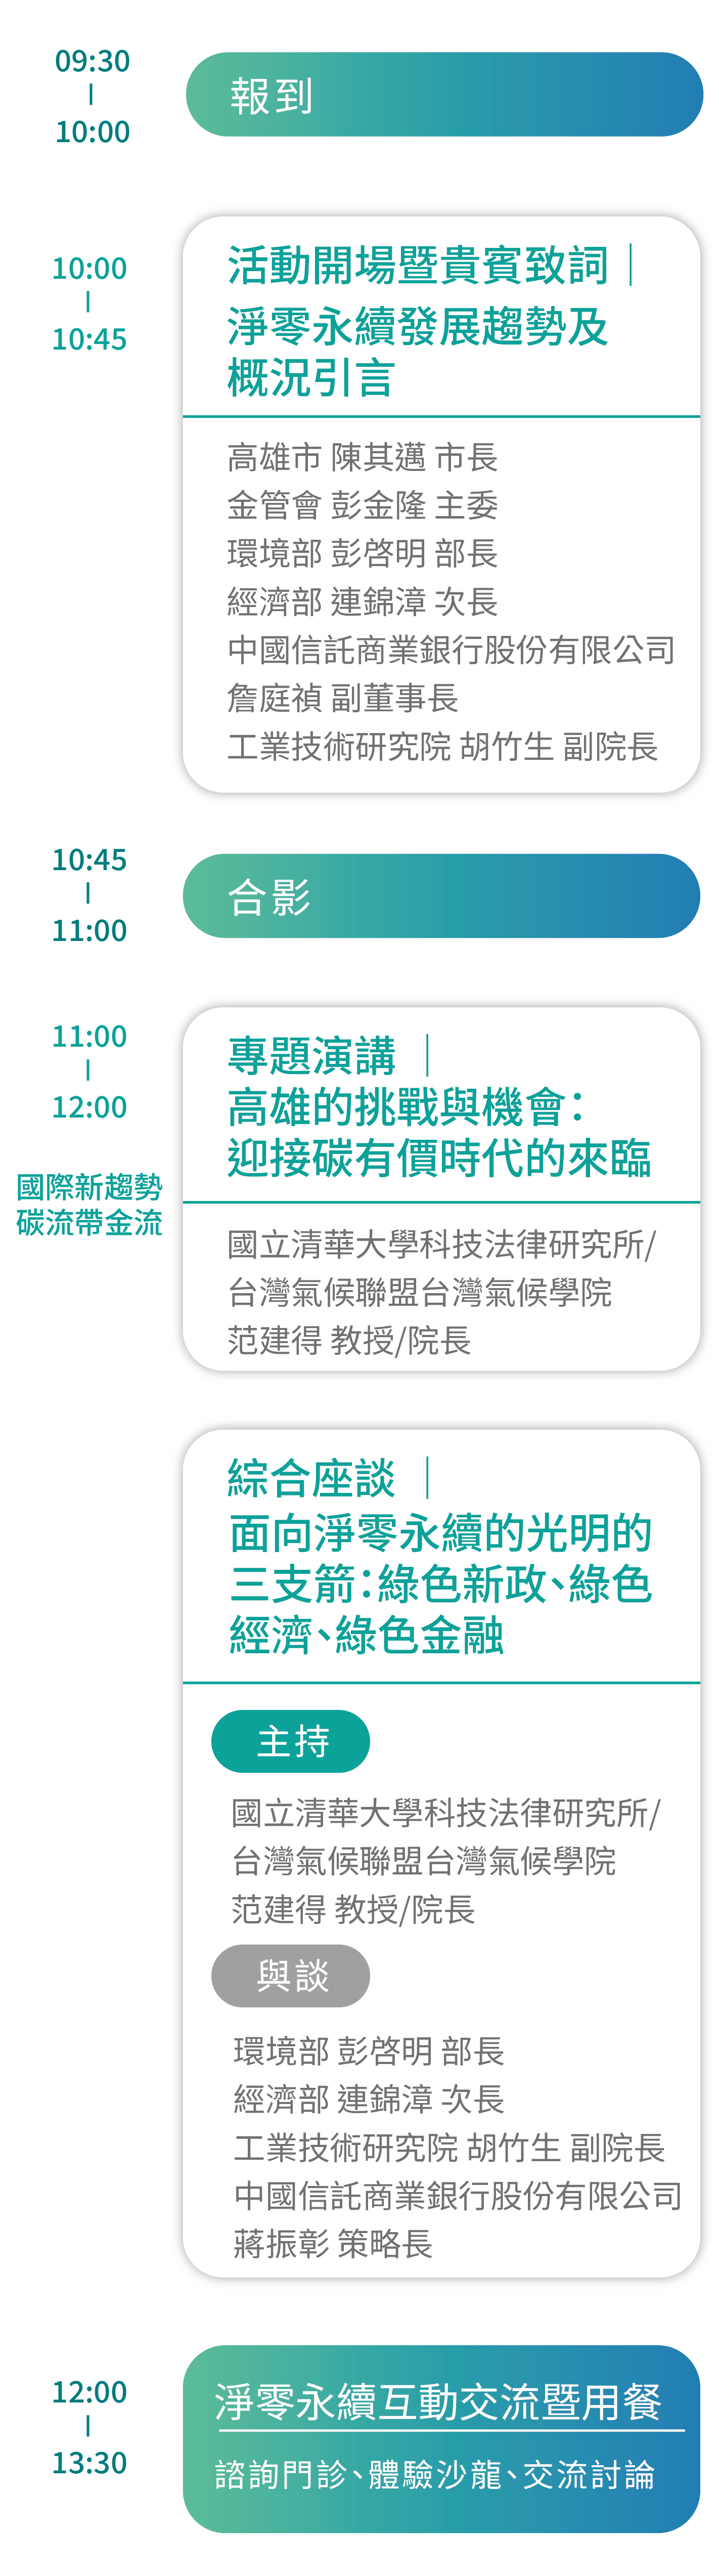 09:30
|
10:00
報到
10:00
|
10:45
活動開場暨貴賓致詞｜
淨零永續發展趨勢及
概況引言
高雄市 陳其邁 市長
金管會 彭金隆 主委
環境部 彭啓明 部長
經濟部 連錦漳 次長
中國信託商業銀行股份有限公司
詹庭禎 副董事長
工業技術研究院 胡竹生 副院長
10:45
|
11:00
合影
11:00
|
12:00
國際新趨勢
碳流帶金流
專題演講 ｜
高雄的挑戰與機會：
迎接碳有價時代的來臨
國立清華大學科技法律研究所/
台灣氣候聯盟台灣氣候學院
范建得 教授/院長
綜合座談 ｜
面向淨零永續的光明的
三支箭：綠色新政、綠色
經濟、綠色金融
主持
國立清華大學科技法律研究所/
台灣氣候聯盟台灣氣候學院
范建得 教授/院長
與談
環境部 彭啓明 部長
經濟部 連錦漳 次長
工業技術研究院 胡竹生 副院長
中國信託商業銀行股份有限公司
蔣振彰 策略長
12:00
|
13:30
淨零永續互動交流暨用餐
諮詢門診、體驗沙龍、交流討論